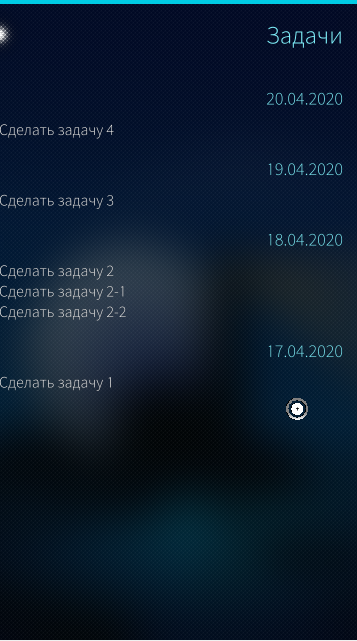 Задачи
20.04.2020
Сделать задачу 4
19.04.2020
Сделать задачу 3
18.04.2020
Сделать задачу 2
Сделать задачу 2-1
Сделать задачу 2-2
17.04.2020
Сделать задачу 1